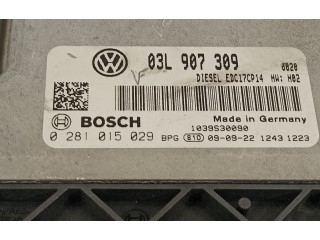 03L 907 309
0020
DIESEL EDC17CP14 HW: H02
BOSCH
Made in Germany
1039S30090
0 281 015 029 BPG S1D 09-09-22 1243 1223